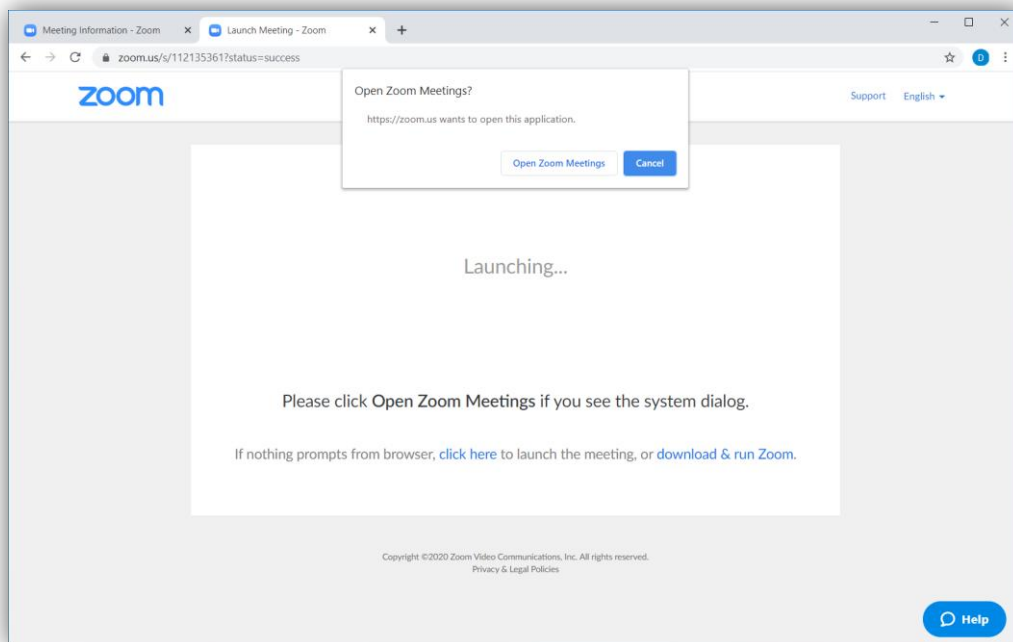 Meeting Information - Zoom
Launch Meeting - Zoom
zoom.us/s/112135361?status=success
D
zoom
Support
English
Open Zoom Meetings?
https://zoom.us wants to open this application.
Open Zoom Meetings
Cancel
Launching...
Please click Open Zoom Meetings if you see the system dialog.
If nothing prompts from browser, click here to launch the meeting, or download & run Zoom.
Copyright ©2020 Zoom Video Communications, Inc. All rights reserved.
Privacy & Legal Policies
Help